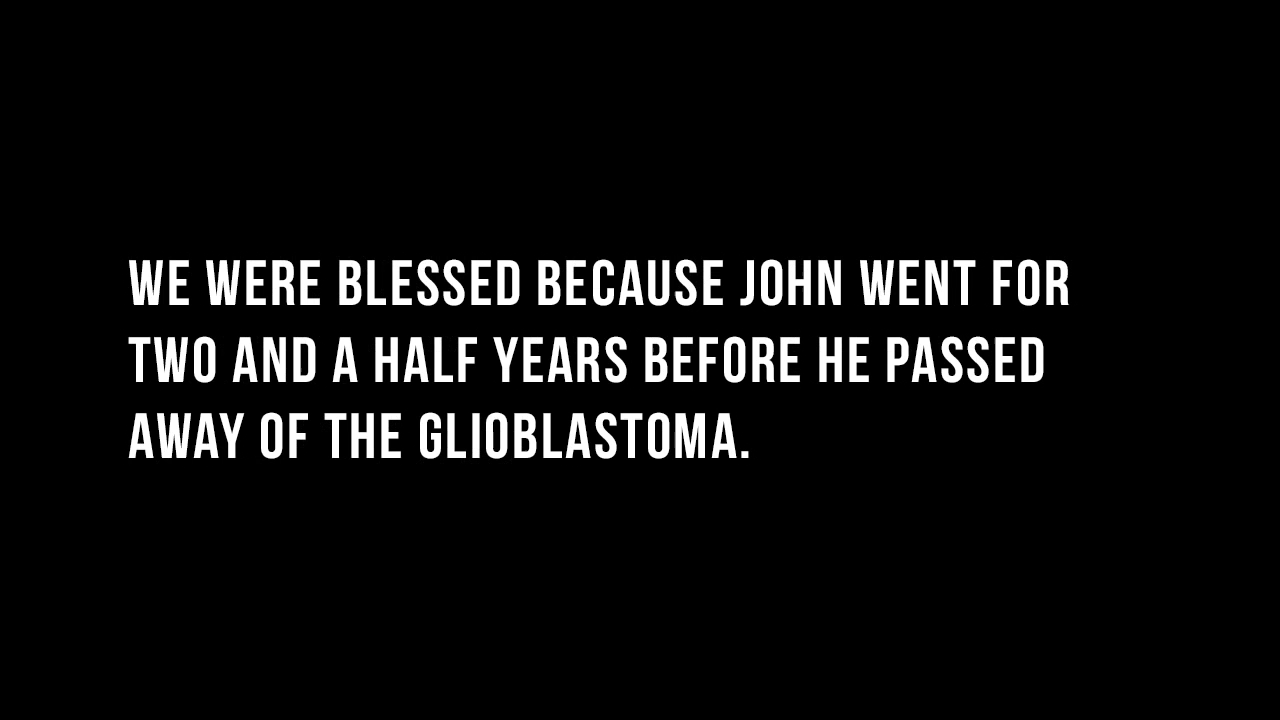 WE WERE BLESSED BECAUSE JOHN WENT FOR
TWO AND A HALF YEARS BEFORE HE PASSED
AWAY OF THE GLIOBLASTOMA.